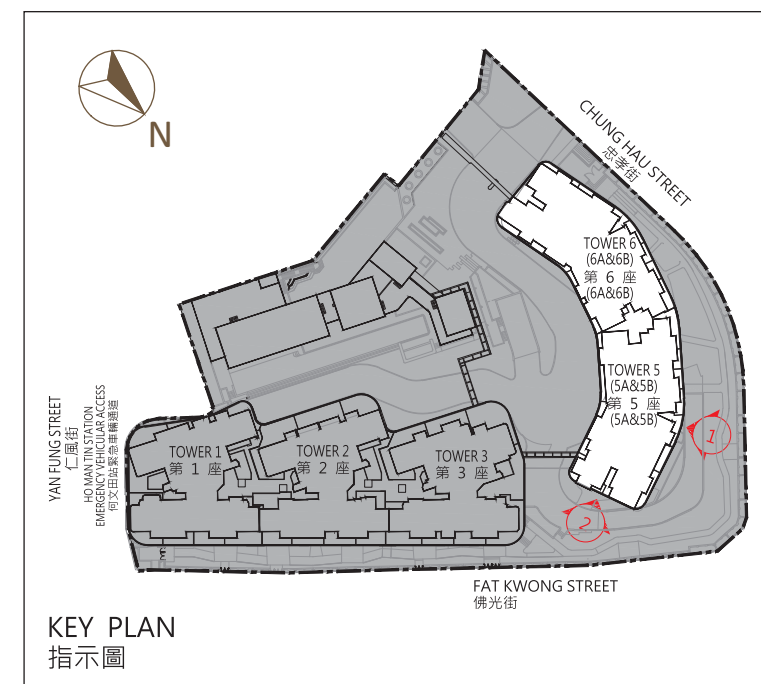 N
CHUNG HAU STREET
忠孝街
TOWER 6
(6A&6B)
第 6 座
(6A&6B)
TOWER 5
(5A&5B)
第 5 座
(5A&5B)
1
2
YAN FUNG STREET
仁風街
HO MAN TIN STATION
EMERGENCY VEHICULAR ACCESS
何文田站緊急車輛通道
TOWER 1
第 1 座
TOWER 2
第 2 座
TOWER 3
第 3 座
FAT KWONG STREET
佛光街
KEY PLAN
指示圖